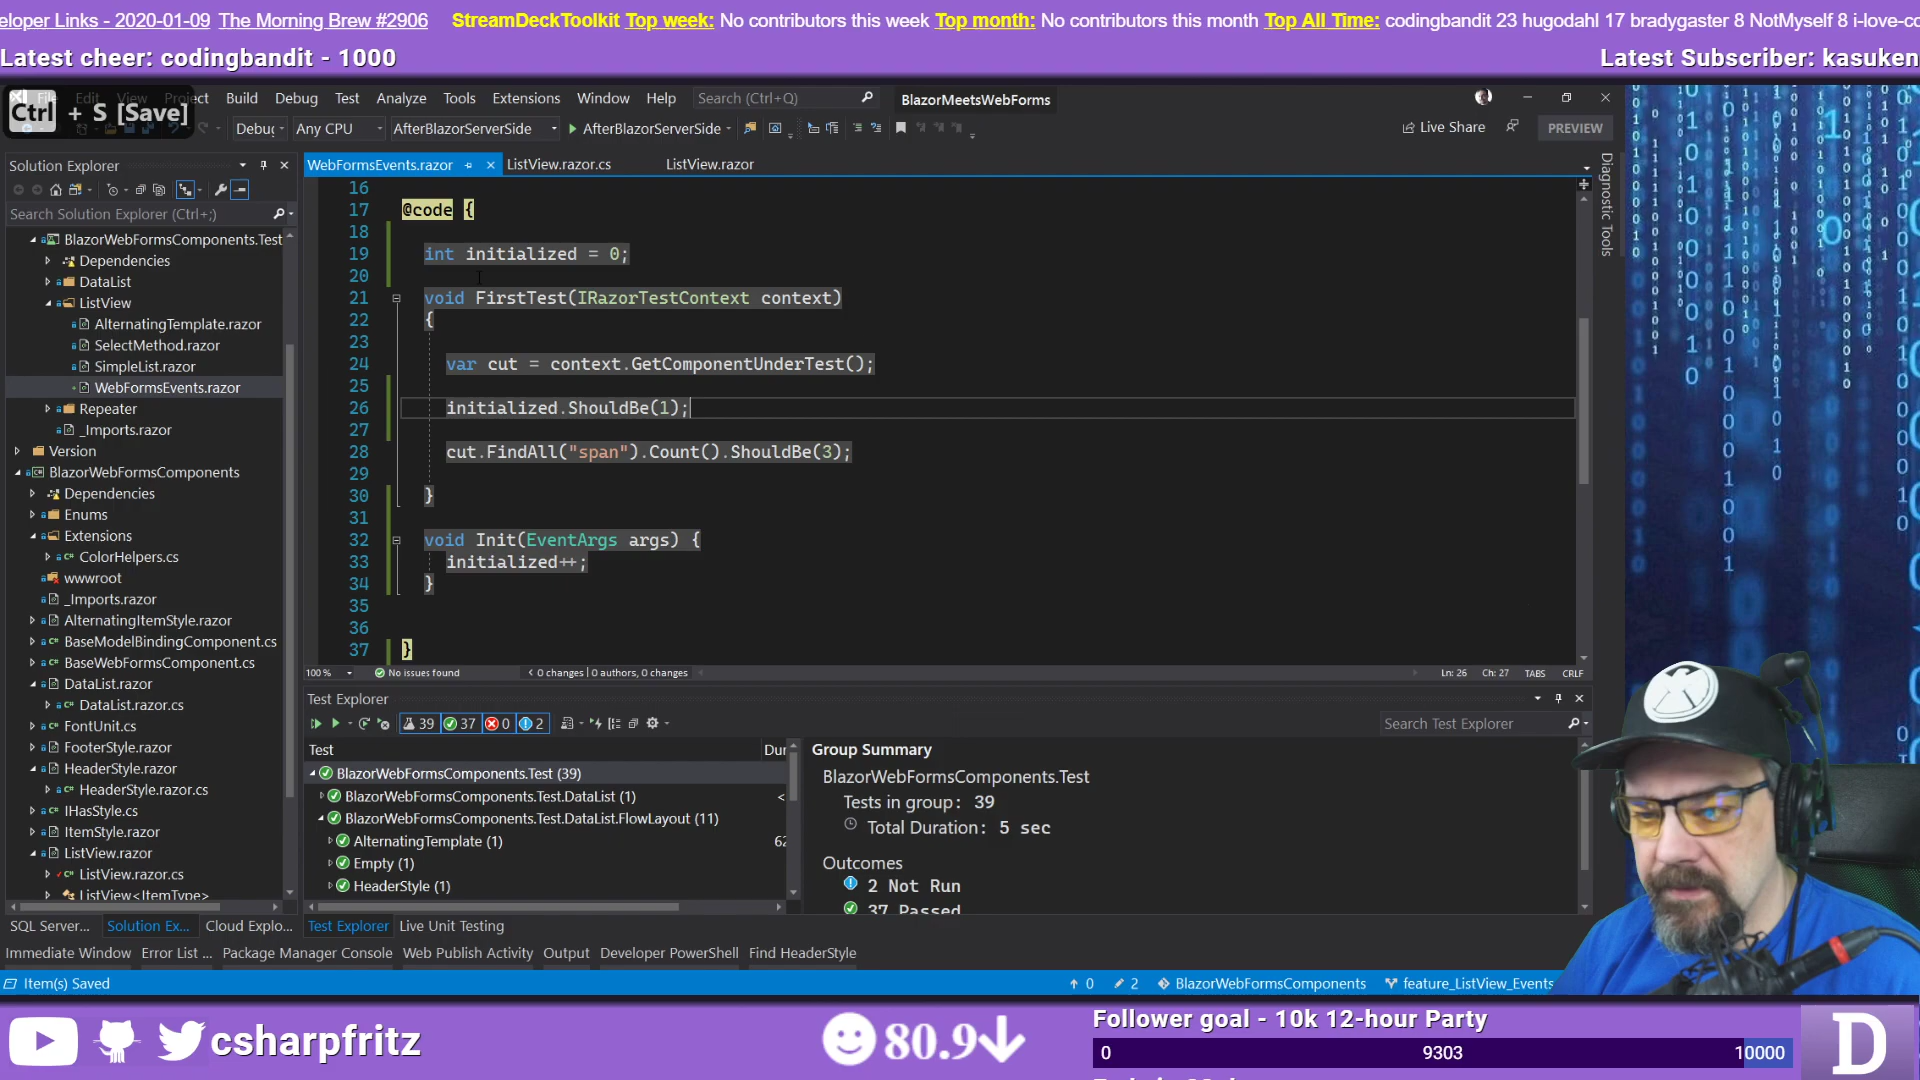 eloper Links - 2020-01-09 The Morning Brew #2906 StreamDeckToolkit Top week: No contributors this week Top month: No contributors this month Top All Time: codingbandit 23 hugodahl 17 bradygaster 8 NotMyself 8 i-love-co
Latest cheer: codingbandit - 1000
Latest Subscriber: kasuken
File Edit View Project Build Debug Test Analyze Tools Extensions Window Help Search (Ctrl+Q) BlazorMeetsWebForms
Ctrl + S [Save]
Debug Any CPU AfterBlazorServerSide AfterBlazorServerSide Live Share PREVIEW
Solution Explorer
Search Solution Explorer (Ctrl+;)
BlazorWebFormsComponents.Test
Dependencies
DataList
ListView
AlternatingTemplate.razor
SelectMethod.razor
SimpleList.razor
WebFormsEvents.razor
Repeater
_Imports.razor
Version
BlazorWebFormsComponents
Dependencies
Enums
Extensions
ColorHelpers.cs
wwwroot
_Imports.razor
AlternatingItemStyle.razor
BaseModelBindingComponent.cs
BaseWebFormsComponent.cs
DataList.razor
DataList.razor.cs
FontUnit.cs
FooterStyle.razor
HeaderStyle.razor
HeaderStyle.razor.cs
IHasStyle.cs
ItemStyle.razor
ListView.razor
ListView.razor.cs
ListView<ItemType>
SQL Server... Solution Ex... Cloud Explo...
WebFormsEvents.razor ListView.razor.cs ListView.razor
Diagnostic Tools
16
17 @code {
18
19 int initialized = 0;
20
21 void FirstTest(IRazorTestContext context)
22 {
23
24 var cut = context.GetComponentUnderTest();
25
26 initialized.ShouldBe(1);
27
28 cut.FindAll("span").Count().ShouldBe(3);
29
30 }
31
32 void Init(EventArgs args) {
33 initialized++;
34 }
35
36
37 }
100 % No issues found < 0 changes | 0 authors, 0 changes Ln: 26 Ch: 27 TABS CRLF
Test Explorer
39 37 0 2 Search Test Explorer
Test Dur
BlazorWebFormsComponents.Test (39)
BlazorWebFormsComponents.Test.DataList (1) <
BlazorWebFormsComponents.Test.DataList.FlowLayout (11)
AlternatingTemplate (1) 62
Empty (1)
HeaderStyle (1)
Group Summary
BlazorWebFormsComponents.Test
Tests in group: 39
Total Duration: 5 sec
Outcomes
2 Not Run
37 Passed
Test Explorer Live Unit Testing
Immediate Window Error List ... Package Manager Console Web Publish Activity Output Developer PowerShell Find HeaderStyle
Item(s) Saved 0 2 BlazorWebFormsComponents feature_ListView_Events
csharpfritz
80.9
Follower goal - 10k 12-hour Party
0 9303 10000
D